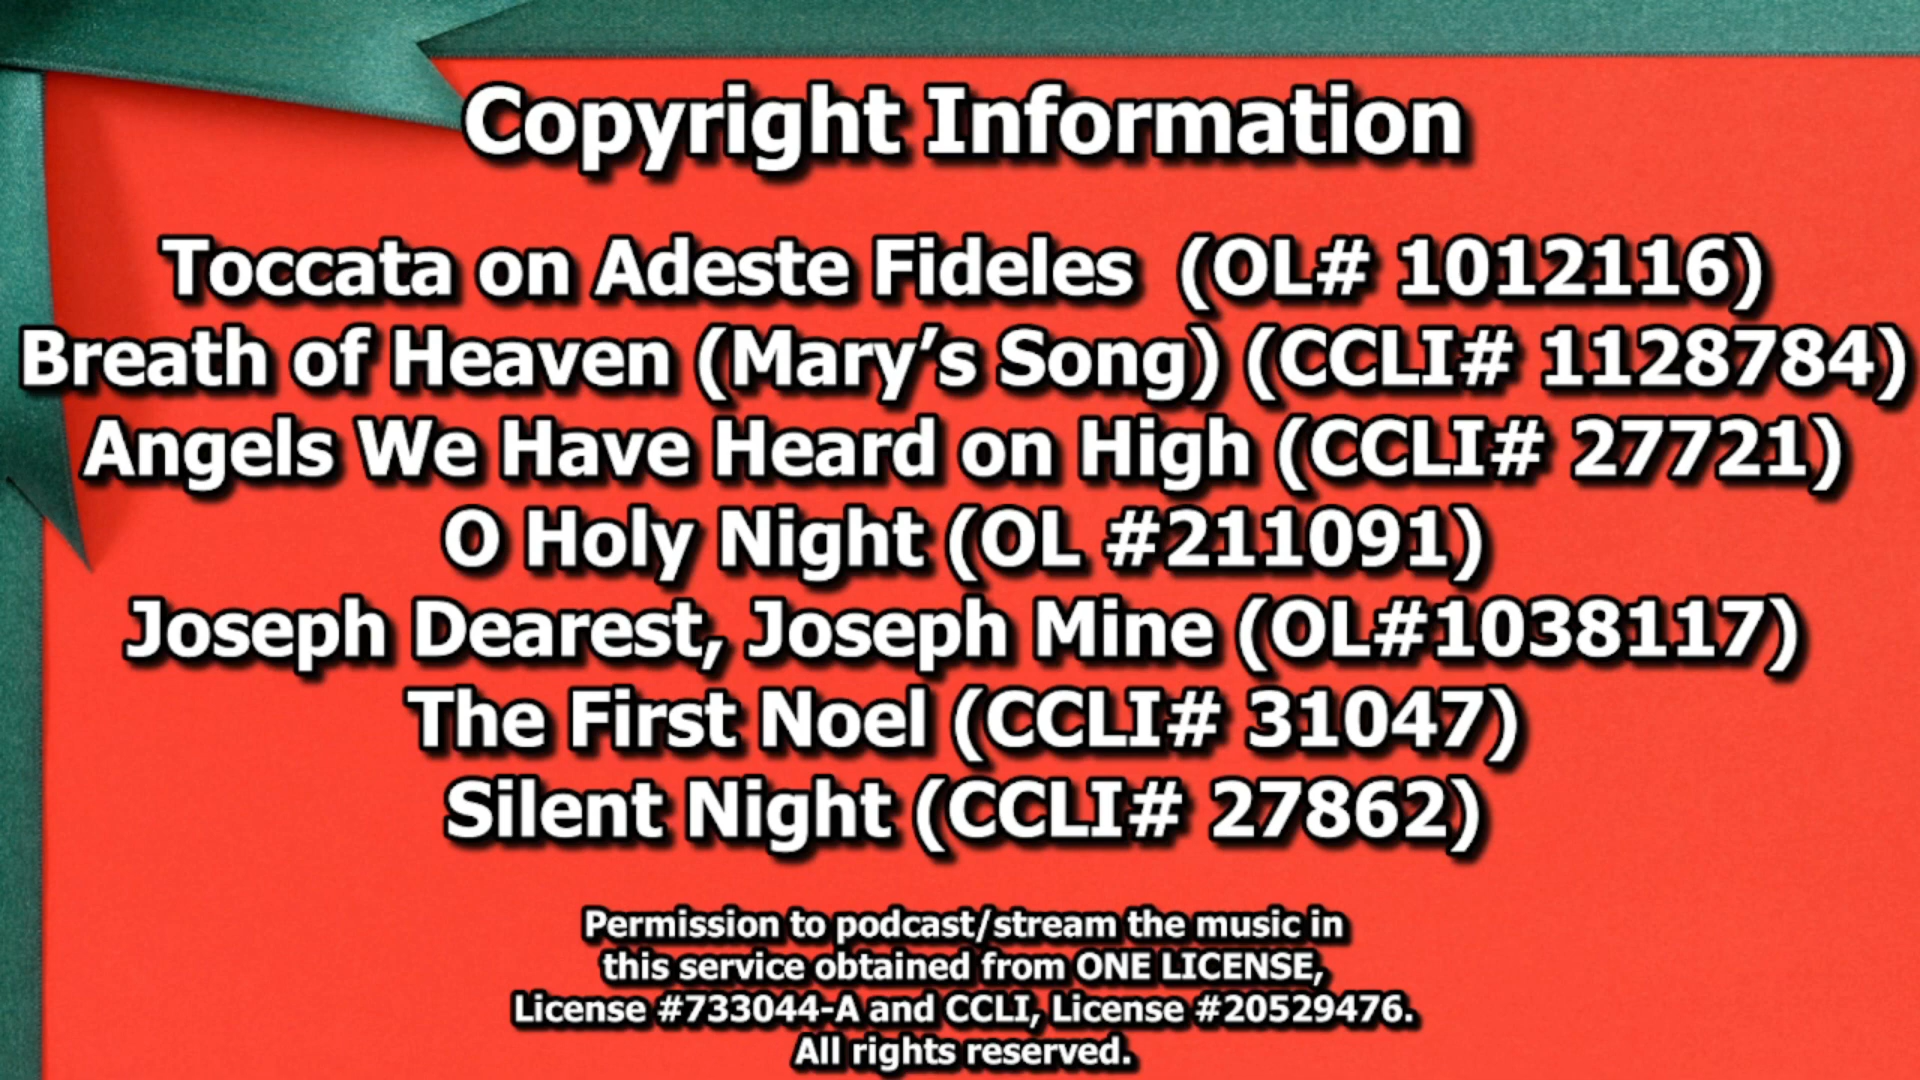 Copyright Information
Toccata on Adeste Fideles (OL# 1012116)
Breath of Heaven (Mary’s Song) (CCLI# 1128784)
Angels We Have Heard on High (CCLI# 27721)
O Holy Night (OL #211091)
Joseph Dearest, Joseph Mine (OL#1038117)
The First Noel (CCLI# 31047)
Silent Night (CCLI# 27862)
Permission to podcast/stream the music in
this service obtained from ONE LICENSE,
License #733044-A and CCLI, License #20529476.
All rights reserved.